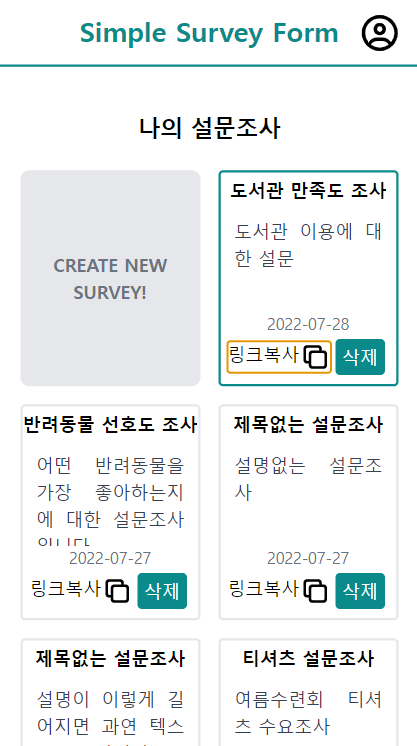 Simple Survey Form
나의 설문조사
CREATE NEW
SURVEY!
도서관 만족도 조사
도서관 이용에 대
한 설문
2022-07-28
링크복사 삭제
반려동물 선호도 조사
어떤 반려동물을
가장 좋아하는지
에 대한 설문조사
2022-07-27
링크복사 삭제
제목없는 설문조사
설명없는 설문조
사
2022-07-27
링크복사 삭제
제목없는 설문조사
설명이 이렇게 길
어지면 과연 텍스
티셔츠 설문조사
여름수련회 티셔
츠 수요조사